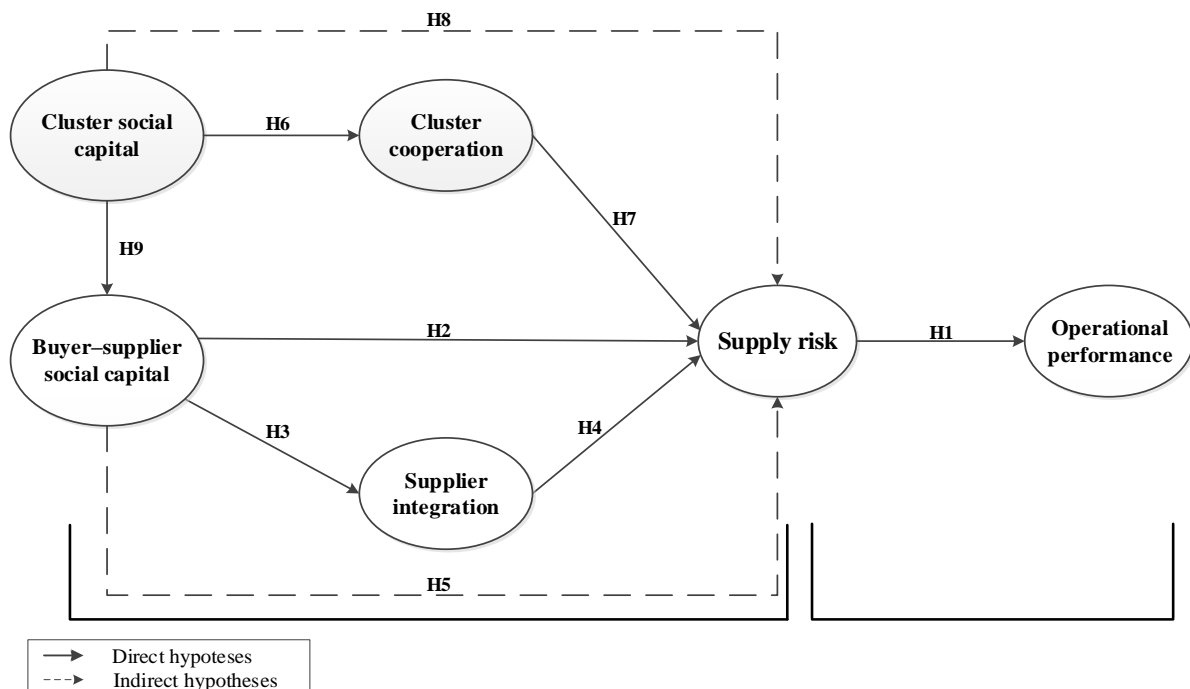 H8
Cluster social
capital
H6
Cluster
cooperation
H7
H9
Buyer–supplier
social capital
H2
Supply risk
H1
Operational
performance
H3
H4
Supplier
integration
H5
Direct hypoteses
Indirect hypotheses